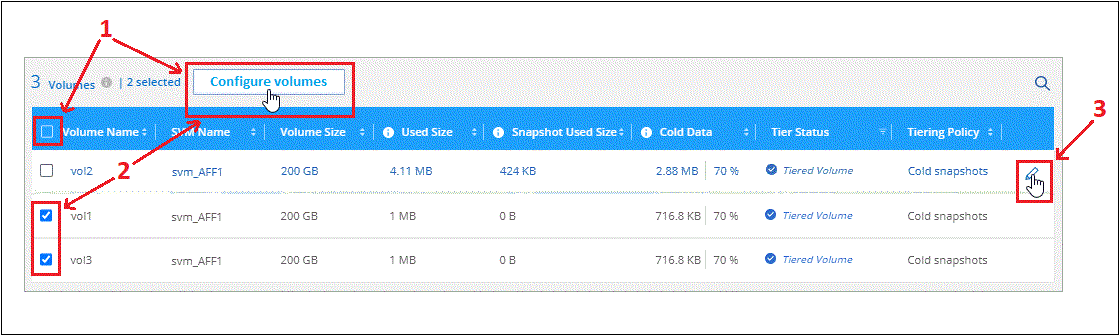 1
3 Volumes | 2 selected Configure volumes
3
Volume Name SVM Name Volume Size Used Size Snapshot Used Size Cold Data Tier Status Tiering Policy
2
vol2 svm_AFF1 200 GB 4.11 MB 424 KB 2.88 MB 70 % Tiered Volume Cold snapshots
vol1 svm_AFF1 200 GB 1 MB 0 B 716.8 KB 70 % Tiered Volume Cold snapshots
vol3 svm_AFF1 200 GB 1 MB 0 B 716.8 KB 70 % Tiered Volume Cold snapshots